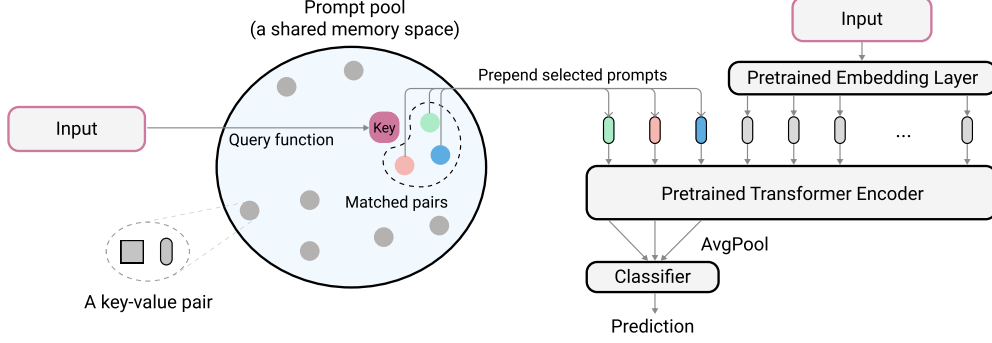 Prompt pool
(a shared memory space)
Input
Query function
Key
Matched pairs
A key-value pair
Prepend selected prompts
Input
Pretrained Embedding Layer
...
Pretrained Transformer Encoder
AvgPool
Classifier
Prediction